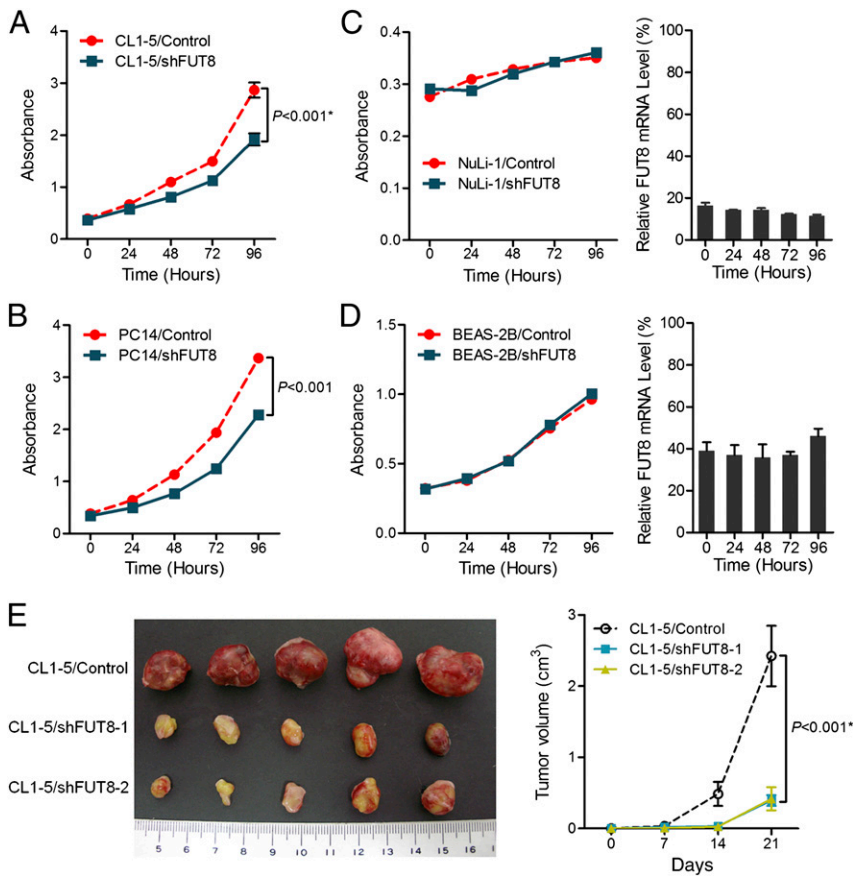 A
CL1-5/Control
CL1-5/shFUT8
Absorbance
4
3
2
1
0
P<0.001*
0 24 48 72 96
Time (Hours)
C
Absorbance
0.4
0.3
0.2
0.1
0.0
NuLi-1/Control
NuLi-1/shFUT8
0 24 48 72 96
Time (Hours)
Relative FUT8 mRNA Level (%)
100
80
60
40
20
0
0 24 48 72 96
Time (Hours)
B
PC14/Control
PC14/shFUT8
Absorbance
4
3
2
1
0
P<0.001
0 24 48 72 96
Time (Hours)
D
BEAS-2B/Control
BEAS-2B/shFUT8
Absorbance
1.5
1.0
0.5
0.0
0 24 48 72 96
Time (Hours)
Relative FUT8 mRNA Level (%
100
80
60
40
20
0
0 24 48 72 96
Time (Hours)
E
CL1-5/Control
CL1-5/shFUT8-1
CL1-5/shFUT8-2
5 6 7 8 9 10 11 12 13 14 15 16
Tumor volume (cm³)
3
2
1
0
CL1-5/Control
CL1-5/shFUT8-1
CL1-5/shFUT8-2
P<0.001*
0 7 14 21
Days